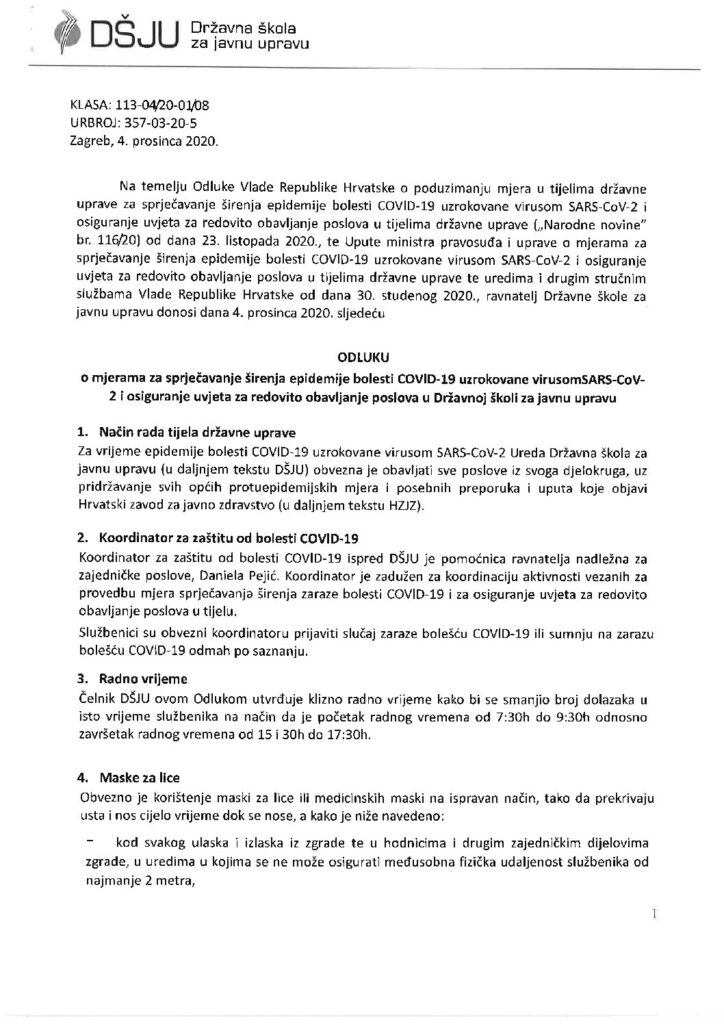 DŠJU Državna škola
za javnu upravu
KLASA: 113-04/20-01/08
URBROJ: 357-03-20-5
Zagreb, 4. prosinca 2020.
Na temelju Odluke Vlade Republike Hrvatske o poduzimanju mjera u tijelima državne
uprave za sprječavanje širenja epidemije bolesti COVID-19 uzrokovane virusom SARS-CoV-2 i
osiguranje uvjeta za redovito obavljanje poslova u tijelima državne uprave („Narodne novine"
br. 116/20) od dana 23. listopada 2020., te Upute ministra pravosuđa i uprave o mjerama za
sprječavanje širenja epidemije bolesti COVID-19 uzrokovane virusom SARS-CoV-2 i osiguranje
uvjeta za redovito obavljanje poslova u tijelima državne uprave te uredima i drugim stručnim
službama Vlade Republike Hrvatske od dana 30. studenog 2020., ravnatelj Državne škole za
javnu upravu donosi dana 4. prosinca 2020. sljedeću
ODLUKU
o mjerama za sprječavanje širenja epidemije bolesti COVID-19 uzrokovane virusomSARS-CoV-
2 i osiguranje uvjeta za redovito obavljanje poslova u Državnoj školi za javnu upravu
1. Način rada tijela državne uprave
Za vrijeme epidemije bolesti COVID-19 uzrokovane virusom SARS-CoV-2 Ureda Državna škola za
javnu upravu (u daljnjem tekstu DŠJU) obvezna je obavljati sve poslove iz svoga djelokruga, uz
pridržavanje svih općih protuepidemijskih mjera i posebnih preporuka i uputa koje objavi
Hrvatski zavod za javno zdravstvo (u daljnjem tekstu HZJZ).
2. Koordinator za zaštitu od bolesti COVID-19
Koordinator za zaštitu od bolesti COVID-19 ispred DŠJU je pomoćnica ravnatelja nadležna za
zajedničke poslove, Daniela Pejić. Koordinator je zadužen za koordinaciju aktivnosti vezanih za
provedbu mjera sprječavanja širenja zaraze bolesti COVID-19 i za osiguranje uvjeta za redovito
obavljanje poslova u tijelu.
Službenici su obvezni koordinatoru prijaviti slučaj zaraze bolešću COVID-19 ili sumnju na zarazu
bolešću COVID-19 odmah po saznanju.
3. Radno vrijeme
Čelnik DŠJU ovom Odlukom utvrđuje klizno radno vrijeme kako bi se smanjio broj dolazaka u
isto vrijeme službenika na način da je početak radnog vremena od 7:30h do 9:30h odnosno
završetak radnog vremena od 15 i 30h do 17:30h.
4. Maske za lice
Obvezno je korištenje maski za lice ili medicinskih maski na ispravan način, tako da prekrivaju
usta i nos cijelo vrijeme dok se nose, a kako je niže navedeno:
– kod svakog ulaska i izlaska iz zgrade te u hodnicima i drugim zajedničkim dijelovima
zgrade, u uredima u kojima se ne može osigurati međusobna fizička udaljenost službenika od
najmanje 2 metra,
1